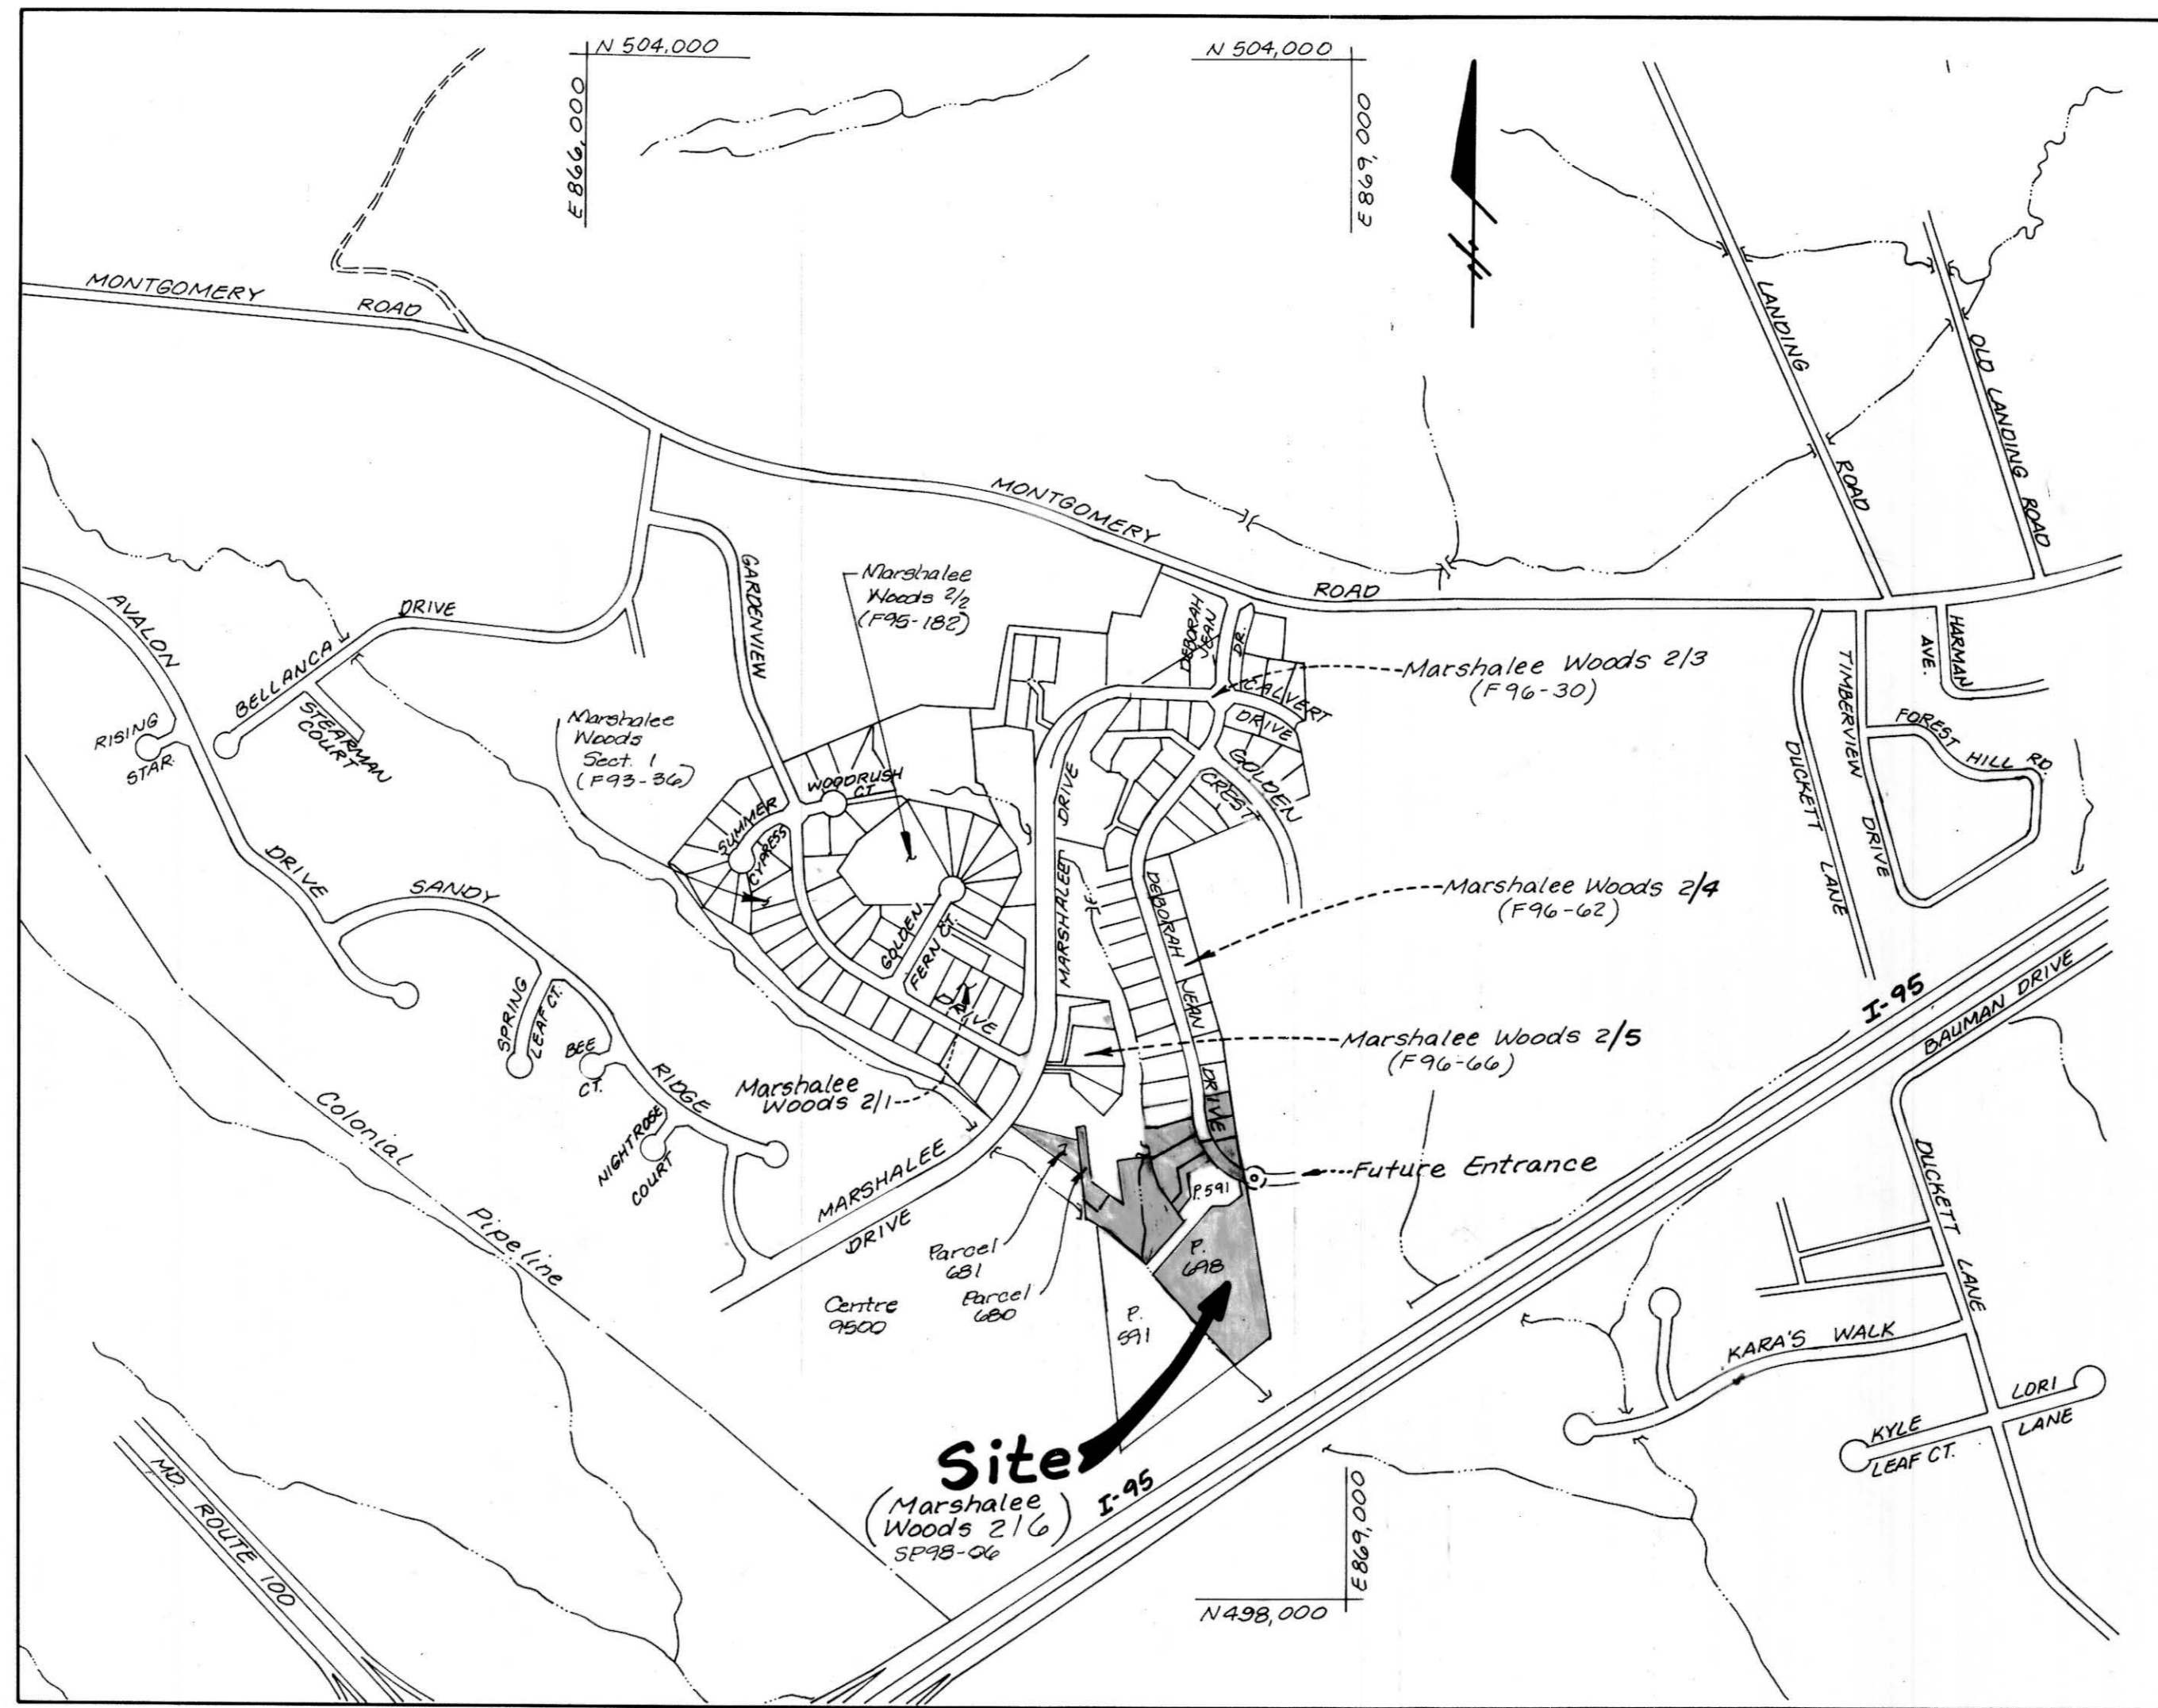 N 504,000
E 866,000
N 504,000
E 869,000
MONTGOMERY
ROAD
LANDING
ROAD
OLD LANDING ROAD
MONTGOMERY
ROAD
AVALON
DRIVE
BELLANCA
DRIVE
STEARMAN
COURT
RISING
STAR
GARDENVIEW
DRIVE
Marshalee
Woods 2/2
(F95-182)
Marshalee
Woods
Sect. 1
(F93-36)
DEBORAH
JEAN
DR.
CALVERT
DRIVE
Marshalee Woods 2/3
(F96-30)
GOLDEN
CREST
HARMAN
AVE.
TIMBERVIEW
DRIVE
FOREST
HILL RD.
DUCKETT
LANE
WOODRUSH
CT
SUMMER
CYPRESS
MARSHALEE
DRIVE
GOLDEN
FERN CT.
DEBORAH
JEAN
DRIVE
Marshalee Woods 2/4
(F96-62)
SANDY
RIDGE
SPRING
LEAF CT.
BEE
CT.
NIGHTROSE
COURT
Marshalee
Woods 2/1
Marshalee Woods 2/5
(F96-66)
I-95
BAUMAN DRIVE
Colonial
Pipeline
MARSHALEE
DRIVE
Future Entrance
P.591
P.
698
Parcel
681
Parcel
680
Centre
9500
P.
591
DUCKETT
LANE
KARA'S WALK
LORI
LANE
KYLE
LEAF CT.
Site
(Marshalee
Woods 2/6)
SP98-06
I-95
MD. ROUTE 100
E869,000
N498,000